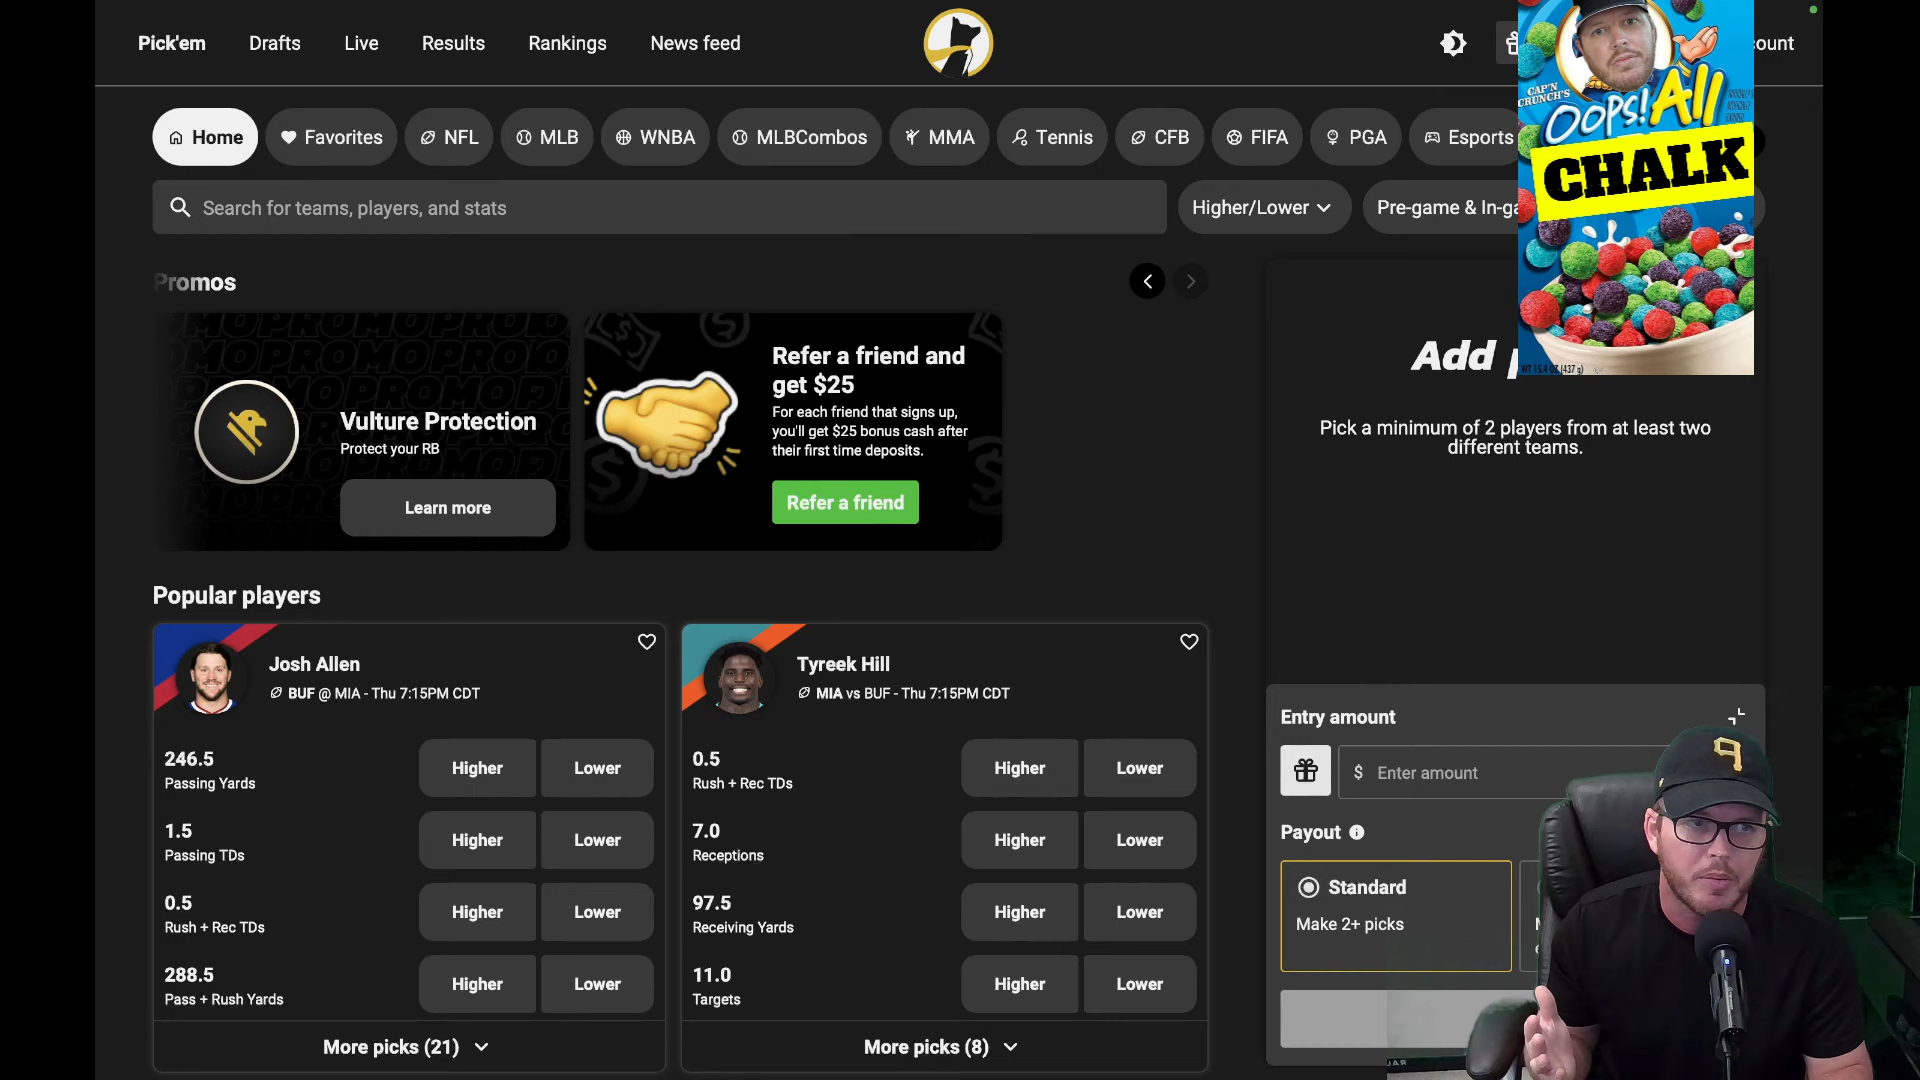 Pick'em
Drafts
Live
Results
Rankings
News feed
ount
Home
Favorites
NFL
MLB
WNBA
MLBCombos
MMA
Tennis
CFB
FIFA
PGA
Esports
Search for teams, players, and stats
Higher/Lower
Pre-game & In-ga
CAP'N
CRUNCH'S
OOPS! All
CHALK
WT 15.4 OZ (437 g)
Promos
Vulture Protection
Protect your RB
Learn more
Refer a friend and
get $25
For each friend that signs up,
you'll get $25 bonus cash after
their first time deposits.
Refer a friend
Add p
Pick a minimum of 2 players from at least two
different teams.
Popular players
Josh Allen
BUF @ MIA - Thu 7:15PM CDT
246.5
Passing Yards
Higher
Lower
1.5
Passing TDs
Higher
Lower
0.5
Rush + Rec TDs
Higher
Lower
288.5
Pass + Rush Yards
Higher
Lower
More picks (21)
Tyreek Hill
MIA vs BUF - Thu 7:15PM CDT
0.5
Rush + Rec TDs
Higher
Lower
7.0
Receptions
Higher
Lower
97.5
Receiving Yards
Higher
Lower
11.0
Targets
Higher
Lower
More picks (8)
Entry amount
$ Enter amount
Payout
Standard
Make 2+ picks